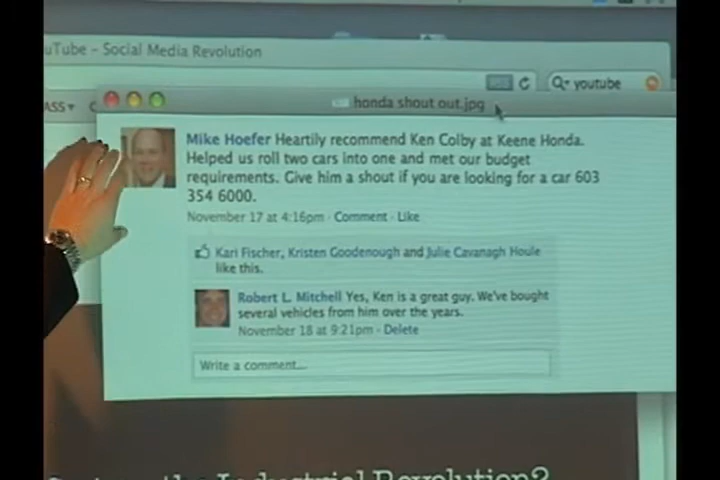 uTube - Social Media Revolution
youtube
ASS
honda shout out.jpg
Mike Hoefer Heartily recommend Ken Colby at Keene Honda.
Helped us roll two cars into one and met our budget
requirements. Give him a shout if you are looking for a car 603
354 6000.
November 17 at 4:16pm · Comment · Like
Kari Fischer, Kristen Goodenough and Julie Cavanagh Houle
like this.
Robert L. Mitchell Yes, Ken is a great guy. We've bought
several vehicles from him over the years.
November 18 at 9:21pm · Delete
Write a comment...
the Industrial Revolution?